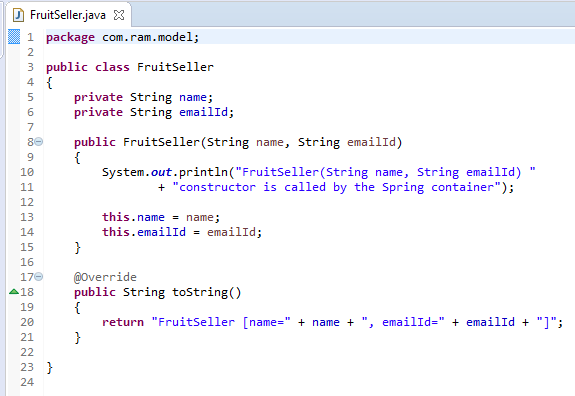 FruitSeller.java
1 package com.ram.model;
2
3 public class FruitSeller
4 {
5     private String name;
6     private String emailId;
7
8     public FruitSeller(String name, String emailId)
9     {
10         System.out.println("FruitSeller(String name, String emailId) "
11                 + "constructor is called by the Spring container");
12
13         this.name = name;
14         this.emailId = emailId;
15     }
16
17     @Override
18     public String toString()
19     {
20         return "FruitSeller [name=" + name + ", emailId=" + emailId + "]";
21     }
22
23 }
24